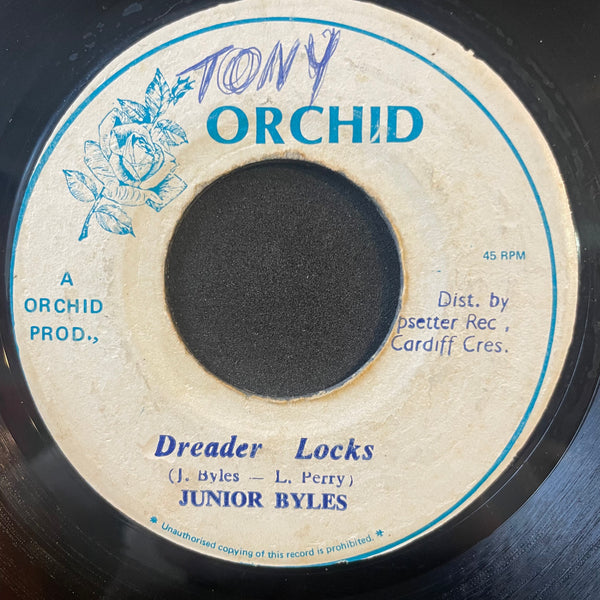 TONY
ORCHID
45 RPM
A
ORCHID
PROD.,
Dist. by
psetter Rec ,
Cardiff Cres.
Dreader Locks
(J. Byles — L. Perry)
JUNIOR BYLES
* Unauthorised copying of this record is prohibited. *